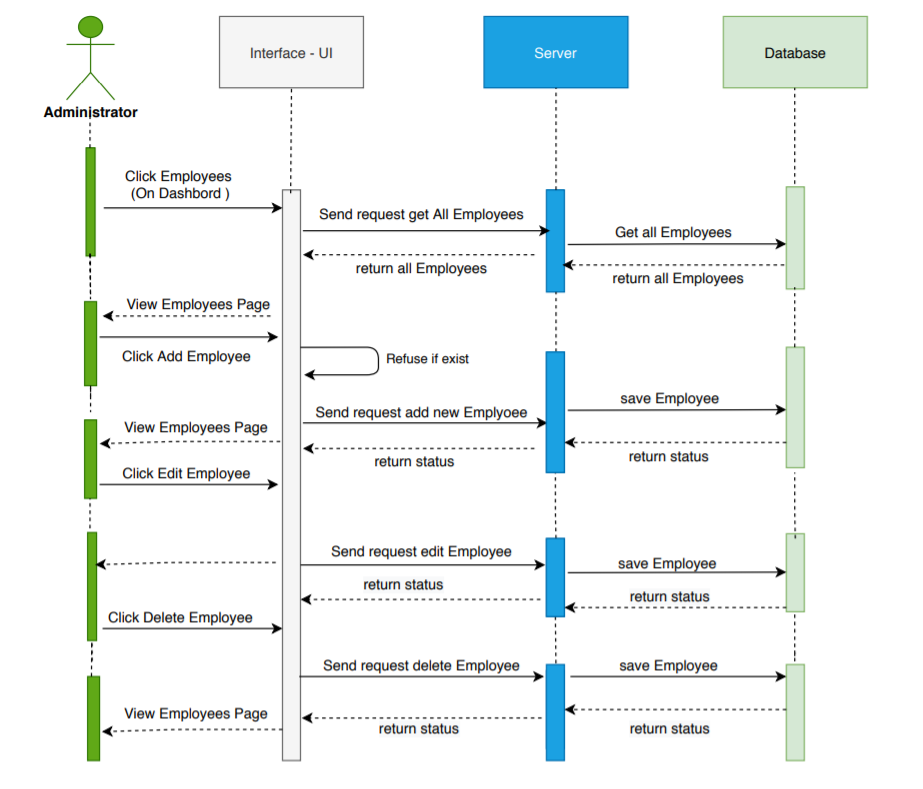 Interface - UI
Server
Database
Administrator
Click Employees
(On Dashbord )
Send request get All Employees
Get all Employees
return all Employees
return all Employees
View Employees Page
Click Add Employee
Refuse if exist
save Employee
Send request add new Emplyoee
View Employees Page
return status
return status
Click Edit Employee
Send request edit Employee
save Employee
return status
return status
Click Delete Employee
Send request delete Employee
save Employee
View Employees Page
return status
return status